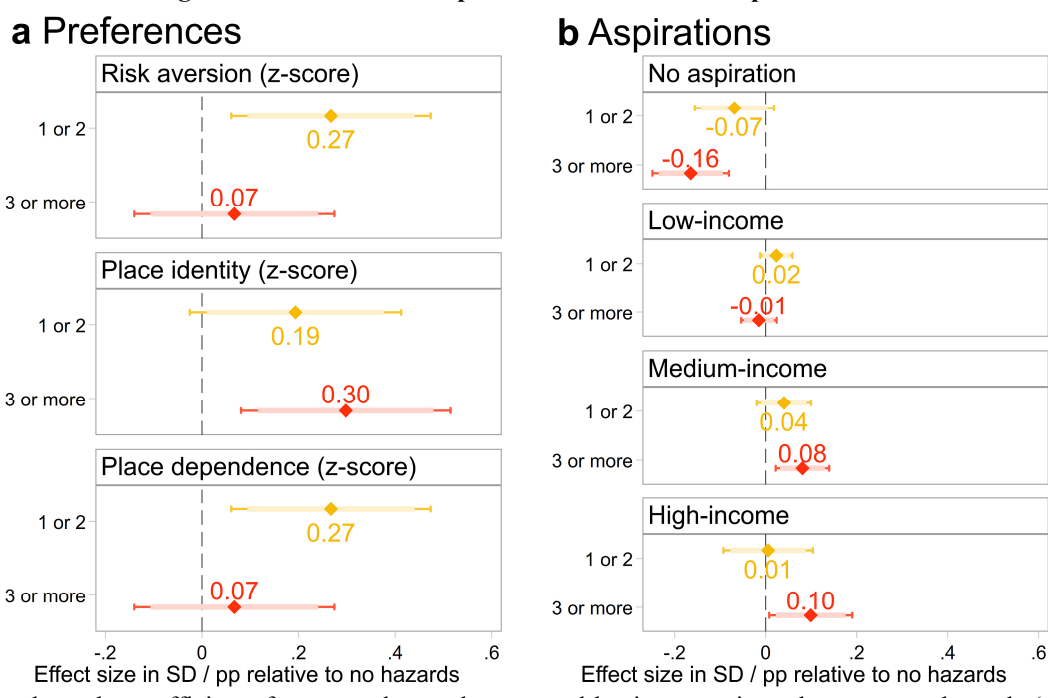 a Preferences
Risk aversion (z-score)
1 or 2
0.27
0.07
3 or more
Place identity (z-score)
1 or 2
0.19
0.30
3 or more
Place dependence (z-score)
1 or 2
0.27
0.07
3 or more
-.2 0 .2 .4 .6
Effect size in SD / pp relative to no hazards
b Aspirations
No aspiration
1 or 2
-0.07
-0.16
3 or more
Low-income
1 or 2
0.02
-0.01
3 or more
Medium-income
1 or 2
0.04
0.08
3 or more
High-income
1 or 2
0.01
0.10
3 or more
-.2 0 .2 .4 .6
Effect size in SD / pp relative to no hazards